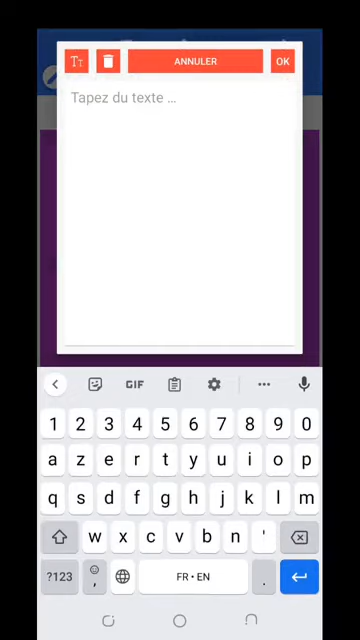 Tt ANNULER OK
Tapez du texte ...
GIF
1 2 3 4 5 6 7 8 9 0
a z e r t y u i o p
q s d f g h j k l m
w x c v b n '
?123 , FR • EN .